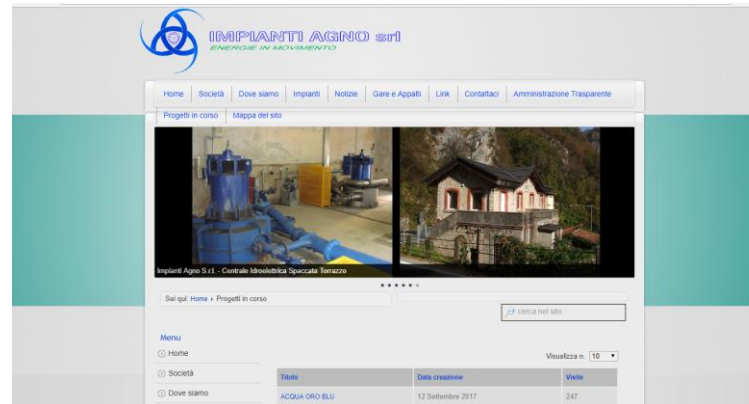 IMPIANTI AGNO srl
ENERGIE IN MOVIMENTO
Home Società Dove siamo Impianti Notizie Gare e Appalti Link Contattaci Amministrazione Trasparente
Progetti in corso Mappa del sito
Impianti Agno S.r.l. - Centrale Idroelettrica Spaccata Torrazzo
Sei qui: Home Progetti in corso
cerca nel sito
Menu
Home
Visualizza n. 10
Società
Titolo Data creazione Visite
Dove siamo
ACQUA ORO BLU 12 Settembre 2017 247